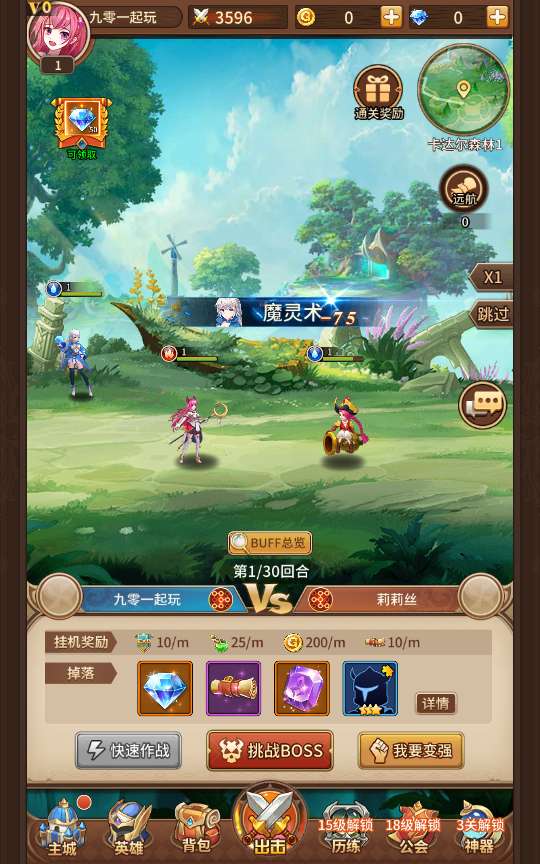 V0
九零一起玩
3596
0
0
1
50
可领取
通关奖励
卡达尔森林1
远航
0
X1
跳过
1
魔灵术
-75
1
1
BUFF总览
第1/30回合
九零一起玩
VS
莉莉丝
挂机奖励
10/m
25/m
200/m
10/m
掉落
详情
快速作战
挑战BOSS
我要变强
主城
英雄
背包
出击
15级解锁
历练
18级解锁
公会
3关解锁
神器